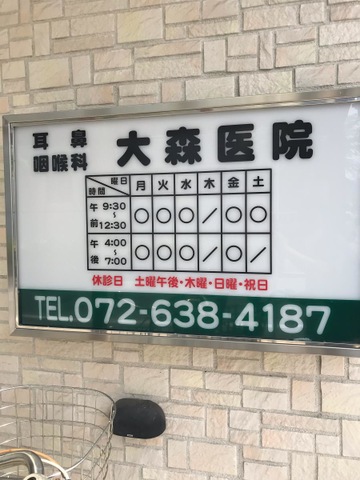 耳鼻咽喉科 大森医院
曜日 時間 月 火 水 木 金 土
午前 9:30～12:30 ○ ○ ○ ／ ○ ○
午後 4:00～7:00 ○ ○ ○ ／ ○ ／
休診日 土曜午後・木曜・日曜・祝日
TEL.072-638-4187